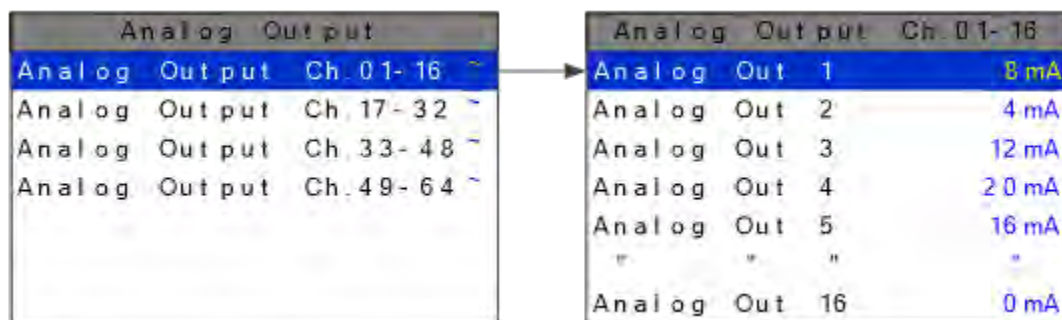 Analog Output
Analog Output Ch.01-16 ~
Analog Output Ch.17-32 ~
Analog Output Ch.33-48 ~
Analog Output Ch.49-64 ~
Analog Output Ch.01-16
Analog Out 1 8 mA
Analog Out 2 4 mA
Analog Out 3 12 mA
Analog Out 4 20 mA
Analog Out 5 16 mA
" " " "
Analog Out 16 0 mA